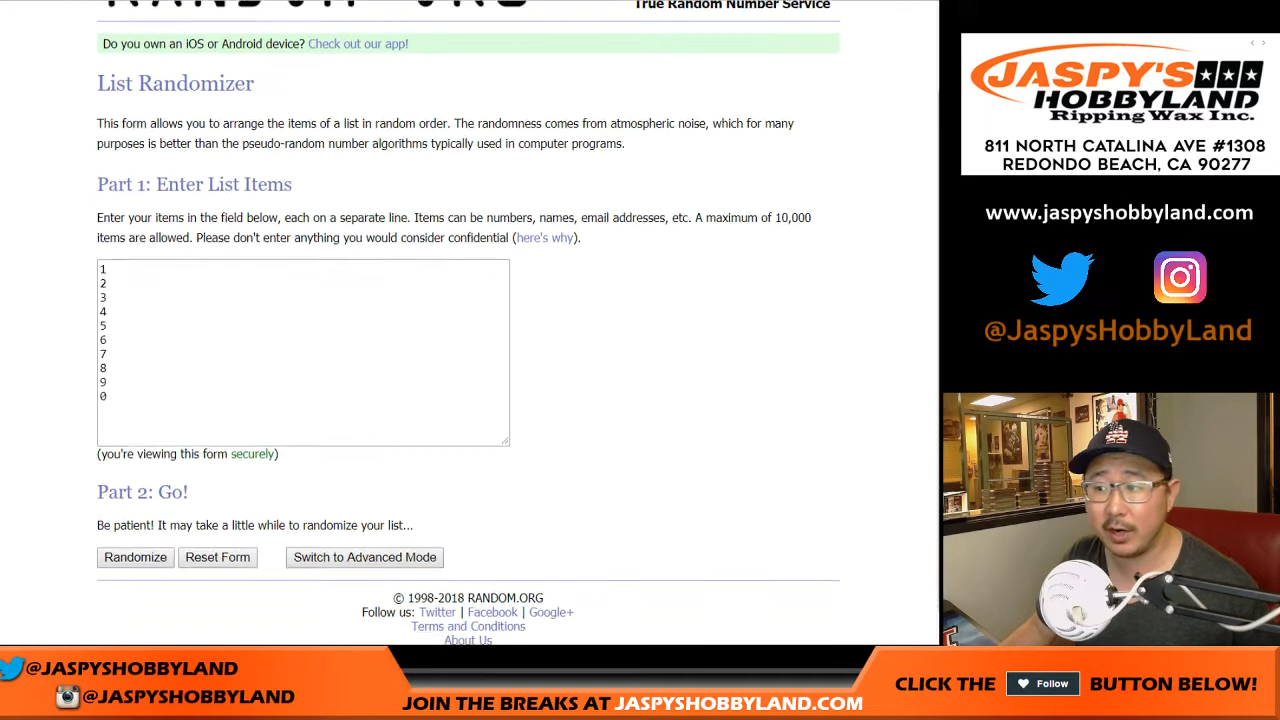 True Random Number Service
Do you own an iOS or Android device? Check out our app!
List Randomizer
This form allows you to arrange the items of a list in random order. The randomness comes from atmospheric noise, which for many
purposes is better than the pseudo-random number algorithms typically used in computer programs.
Part 1: Enter List Items
Enter your items in the field below, each on a separate line. Items can be numbers, names, email addresses, etc. A maximum of 10,000
items are allowed. Please don't enter anything you would consider confidential (here's why).
1
2
3
4
5
6
7
8
9
0
(you're viewing this form securely)
Part 2: Go!
Be patient! It may take a little while to randomize your list...
Randomize Reset Form Switch to Advanced Mode
© 1998-2018 RANDOM.ORG
Follow us: Twitter | Facebook | Google+
Terms and Conditions
About Us
JASPY'S
HOBBYLAND
Ripping Wax Inc.
811 NORTH CATALINA AVE #1308
REDONDO BEACH, CA 90277
www.jaspyshobbyland.com
@JaspysHobbyLand
@JASPYSHOBBYLAND
@JASPYSHOBBYLAND
JOIN THE BREAKS AT JASPYSHOBBYLAND.COM
CLICK THE Follow BUTTON BELOW!